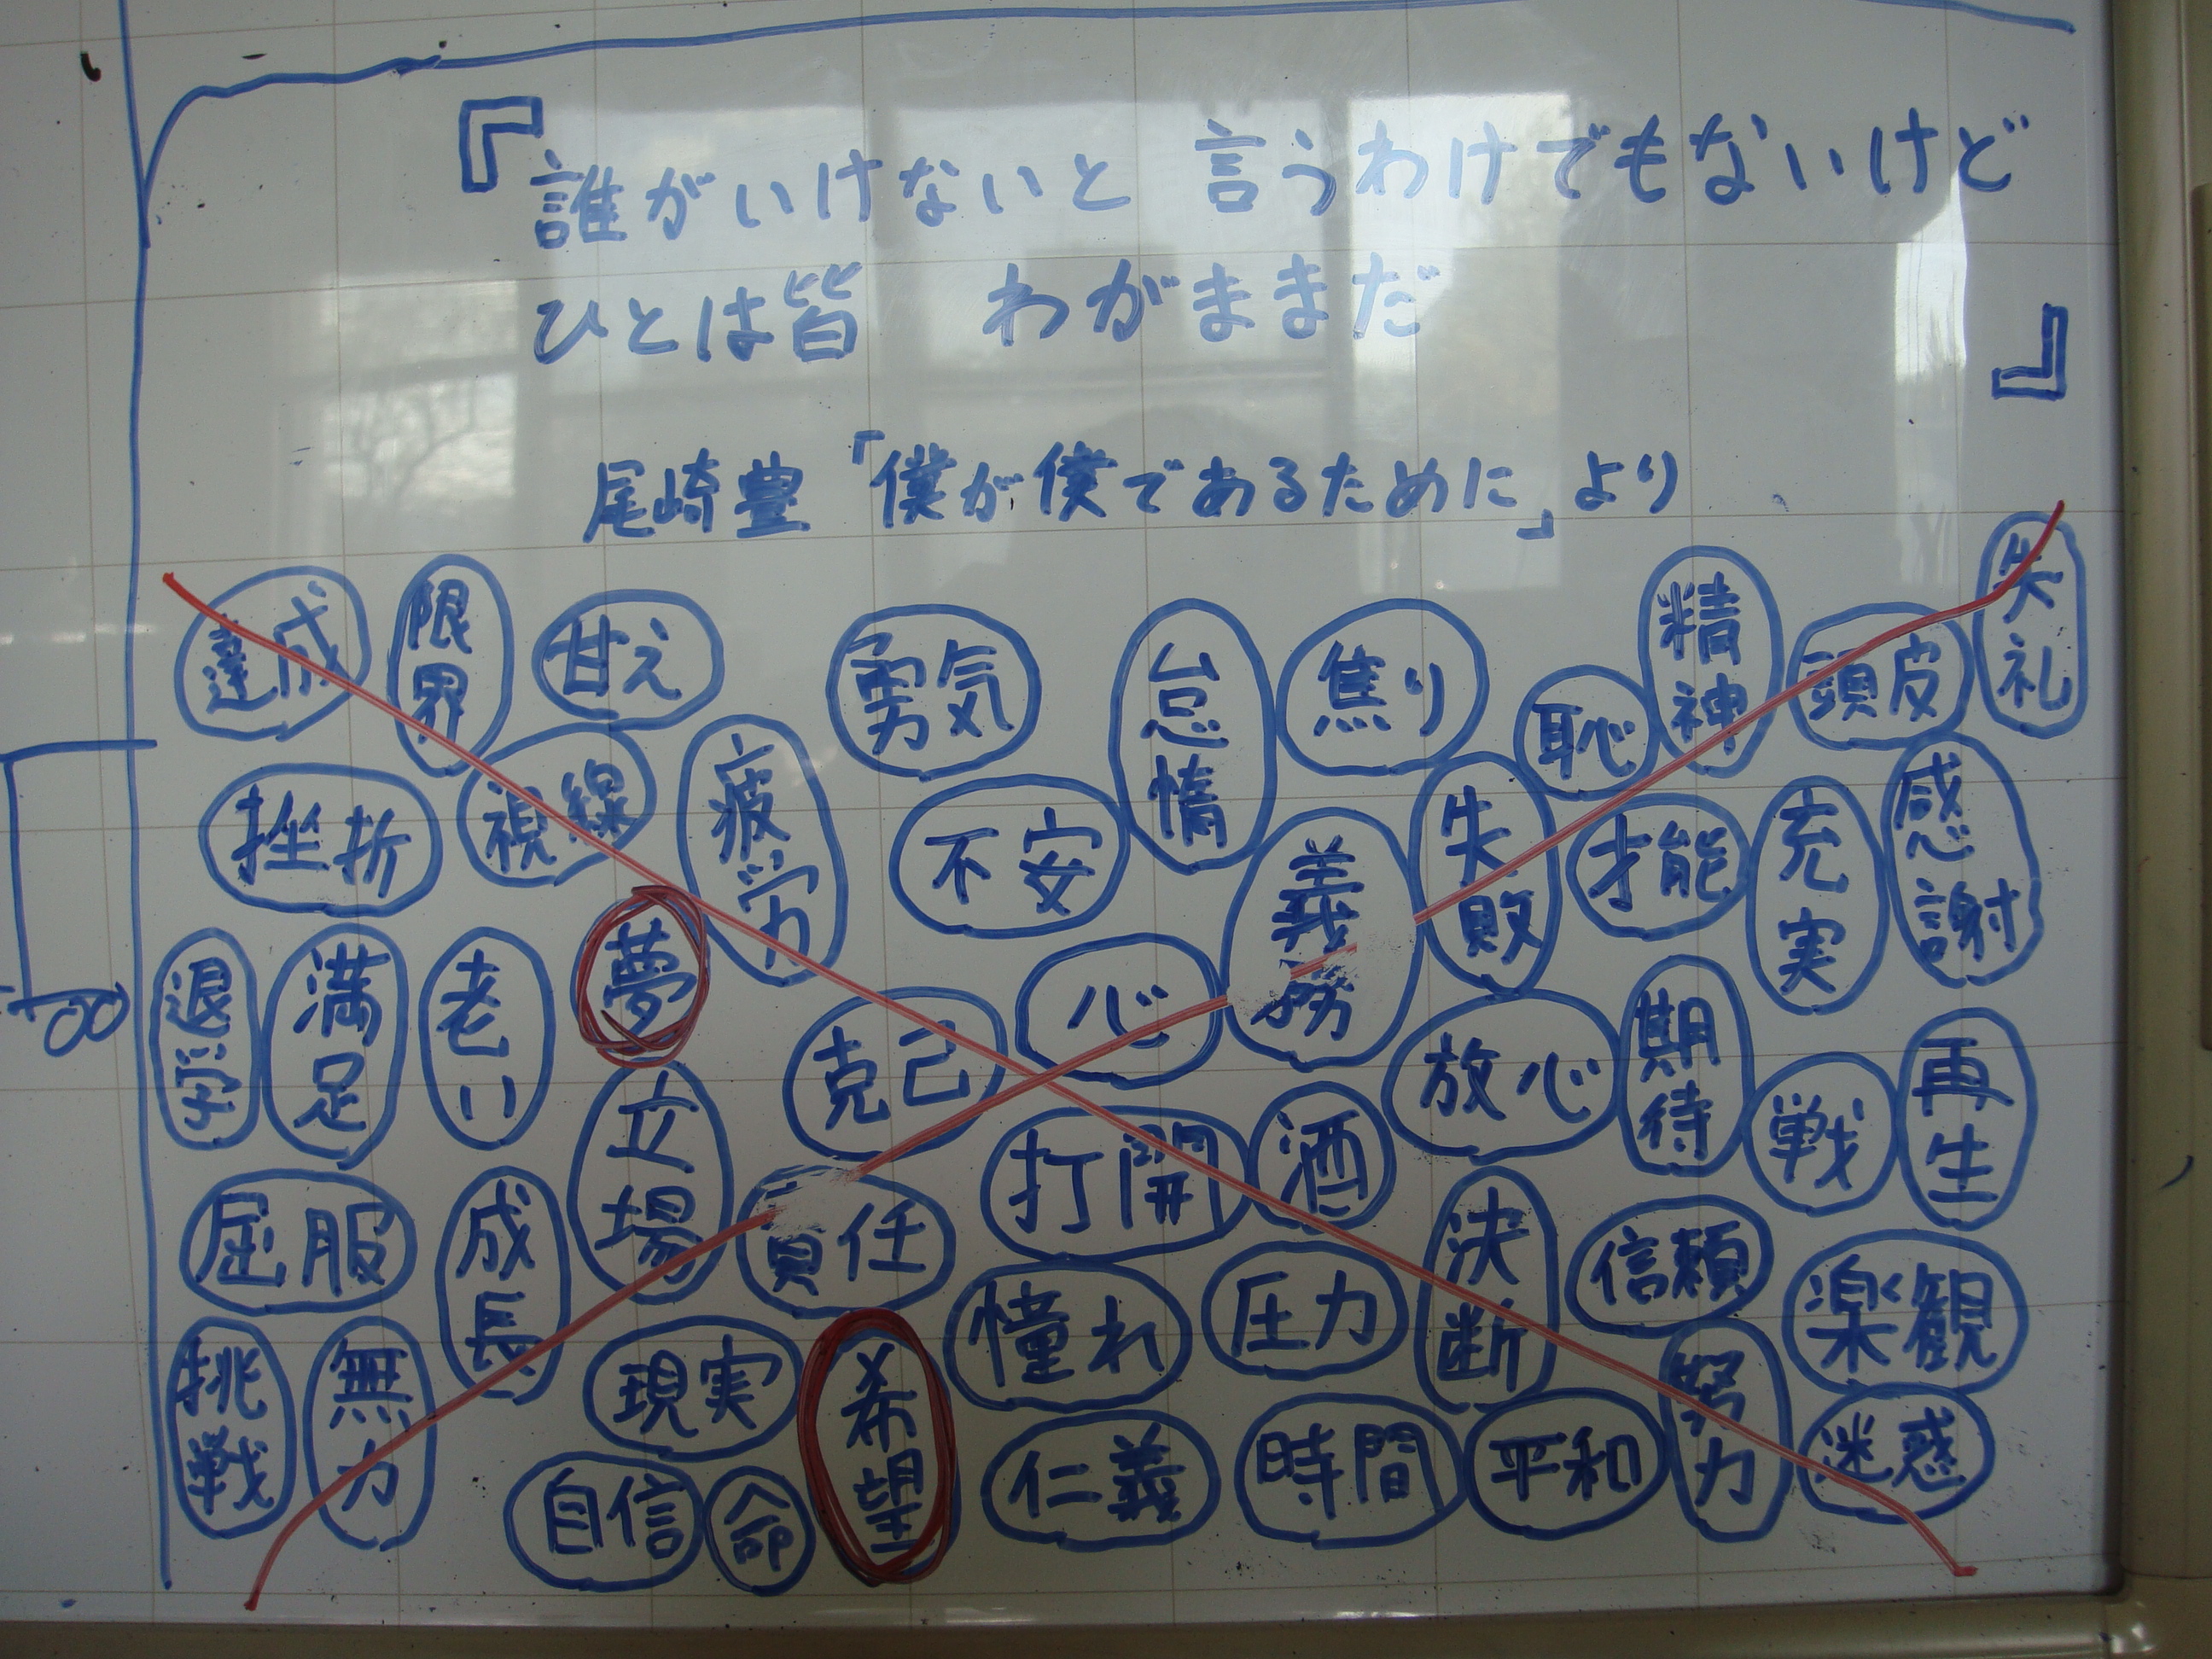 『誰がいけないと 言うわけでもないけど
ひとは皆 わがままだ』
尾崎豊「僕が僕であるために」より
達成
限界
甘え
勇気
怠惰
焦り
恥
精神
頭皮
失礼
挫折
視線
疲労
不安
義務
失敗
才能
充実
感謝
退学
満足
老い
夢
克己
心
放心
期待
戦
再生
屈服
成長
立場
責任
打開
酒
決断
信頼
楽観
挑戦
無力
現実
希望
憧れ
圧力
努力
迷惑
自信
命
仁義
時間
平和